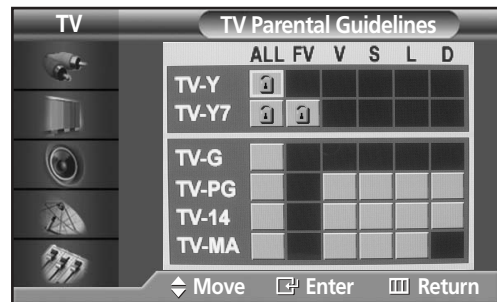 TV
TV Parental Guidelines
ALL FV V S L D
TV-Y
TV-Y7
TV-G
TV-PG
TV-14
TV-MA
Move Enter Return